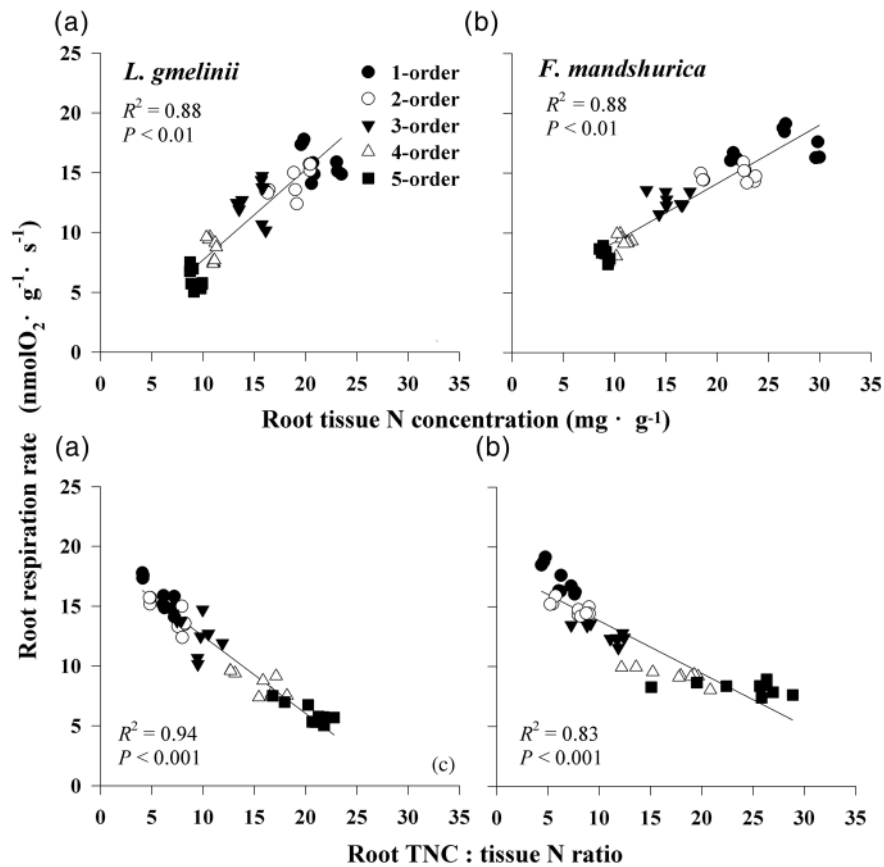 (a)
(b)
L. gmelinii
R² = 0.88
P < 0.01
1-order
2-order
3-order
4-order
5-order
F. mandshurica
R² = 0.88
P < 0.01
25
20
15
10
5
0
0 5 10 15 20 25 30 35
0 5 10 15 20 25 30 35
Root tissue N concentration (mg · g-1)
Root respiration rate (nmolO₂· g⁻¹· s⁻¹)
(a)
(b)
25
20
15
10
5
0
R² = 0.94
P < 0.001
(c)
R² = 0.83
P < 0.001
0 5 10 15 20 25 30 35
0 5 10 15 20 25 30 35
Root TNC : tissue N ratio